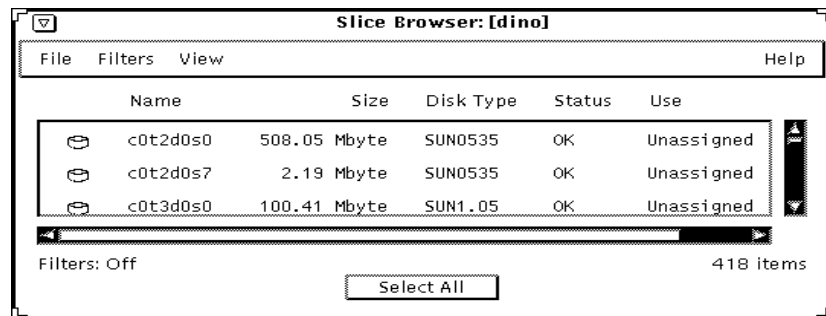 Slice Browser: [dino]
File Filters View Help
Name Size Disk Type Status Use
c0t2d0s0 508.05 Mbyte SUN0535 OK Unassigned
c0t2d0s7 2.19 Mbyte SUN0535 OK Unassigned
c0t3d0s0 100.41 Mbyte SUN1.05 OK Unassigned
Filters: Off 418 items
Select All